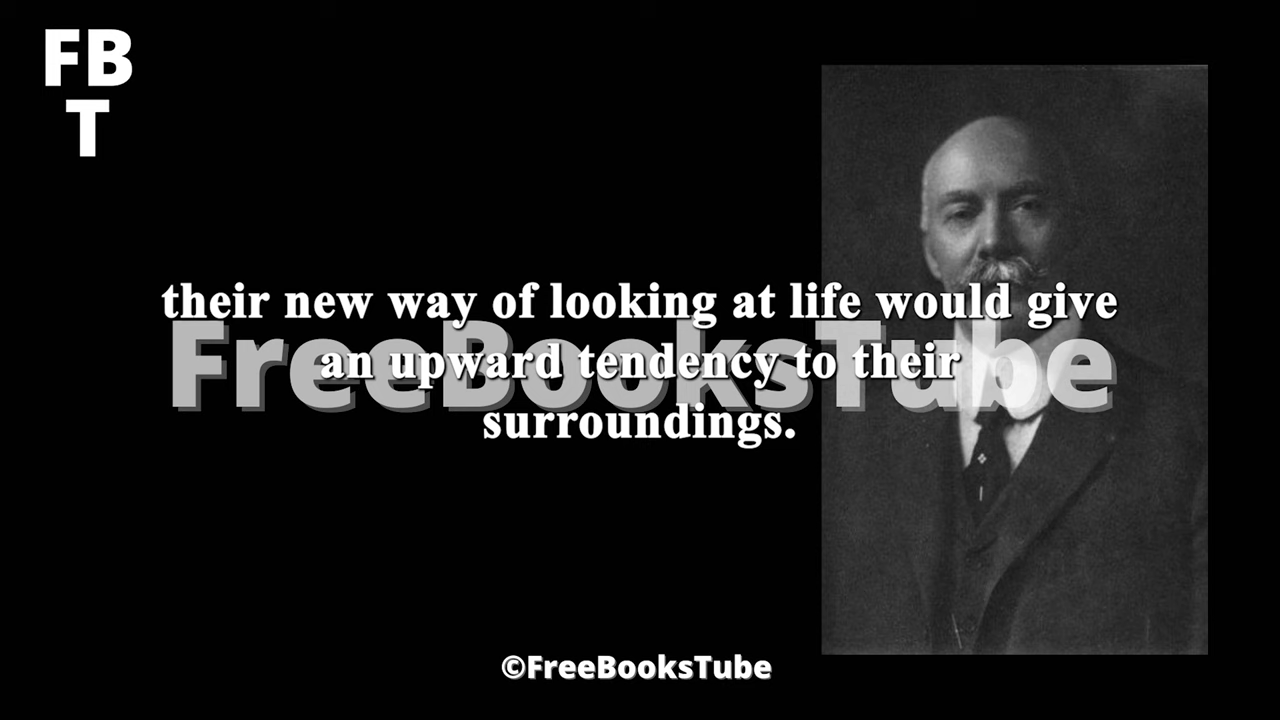 FB
T
their new way of looking at life would give
an upward tendency to their
surroundings.
FreeBooksTube
©FreeBooksTube